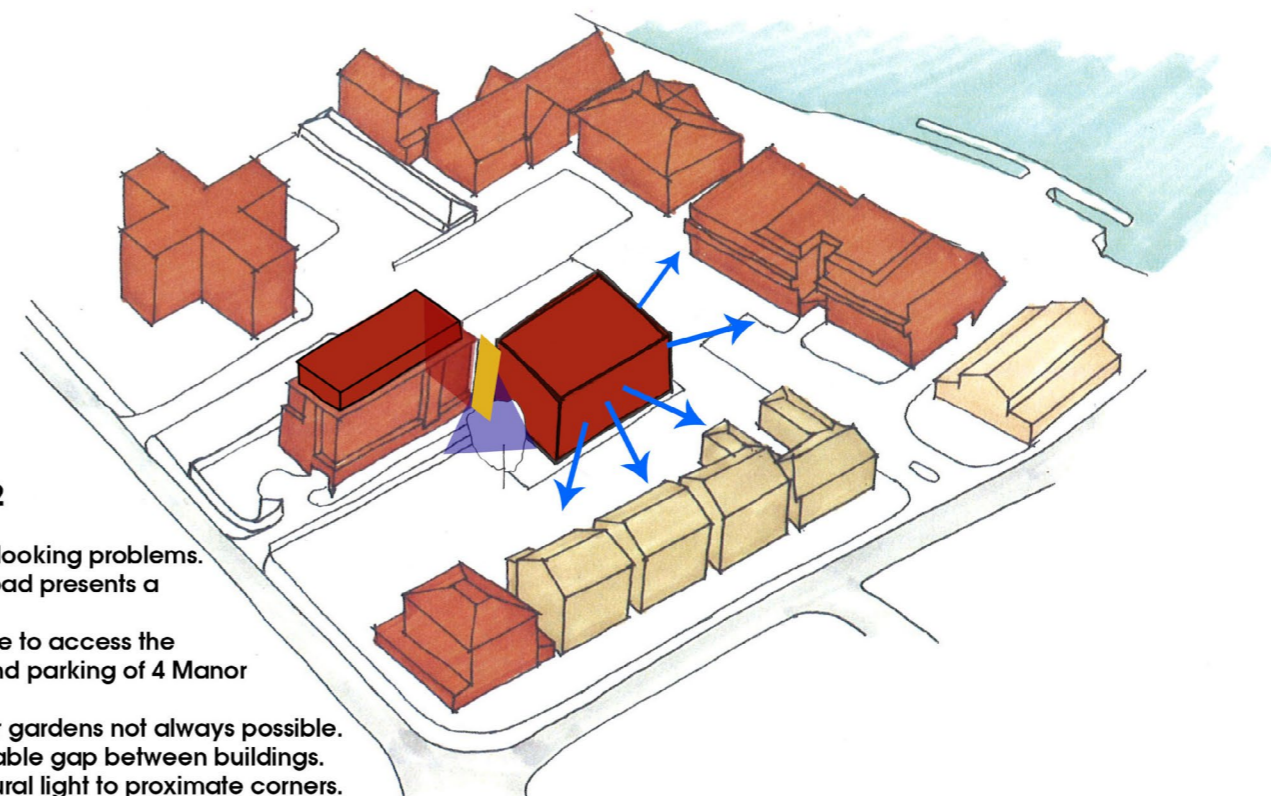 2
looking problems.
oad presents a
e to access the
nd parking of 4 Manor
r gardens not always possible.
able gap between buildings.
ural light to proximate corners.